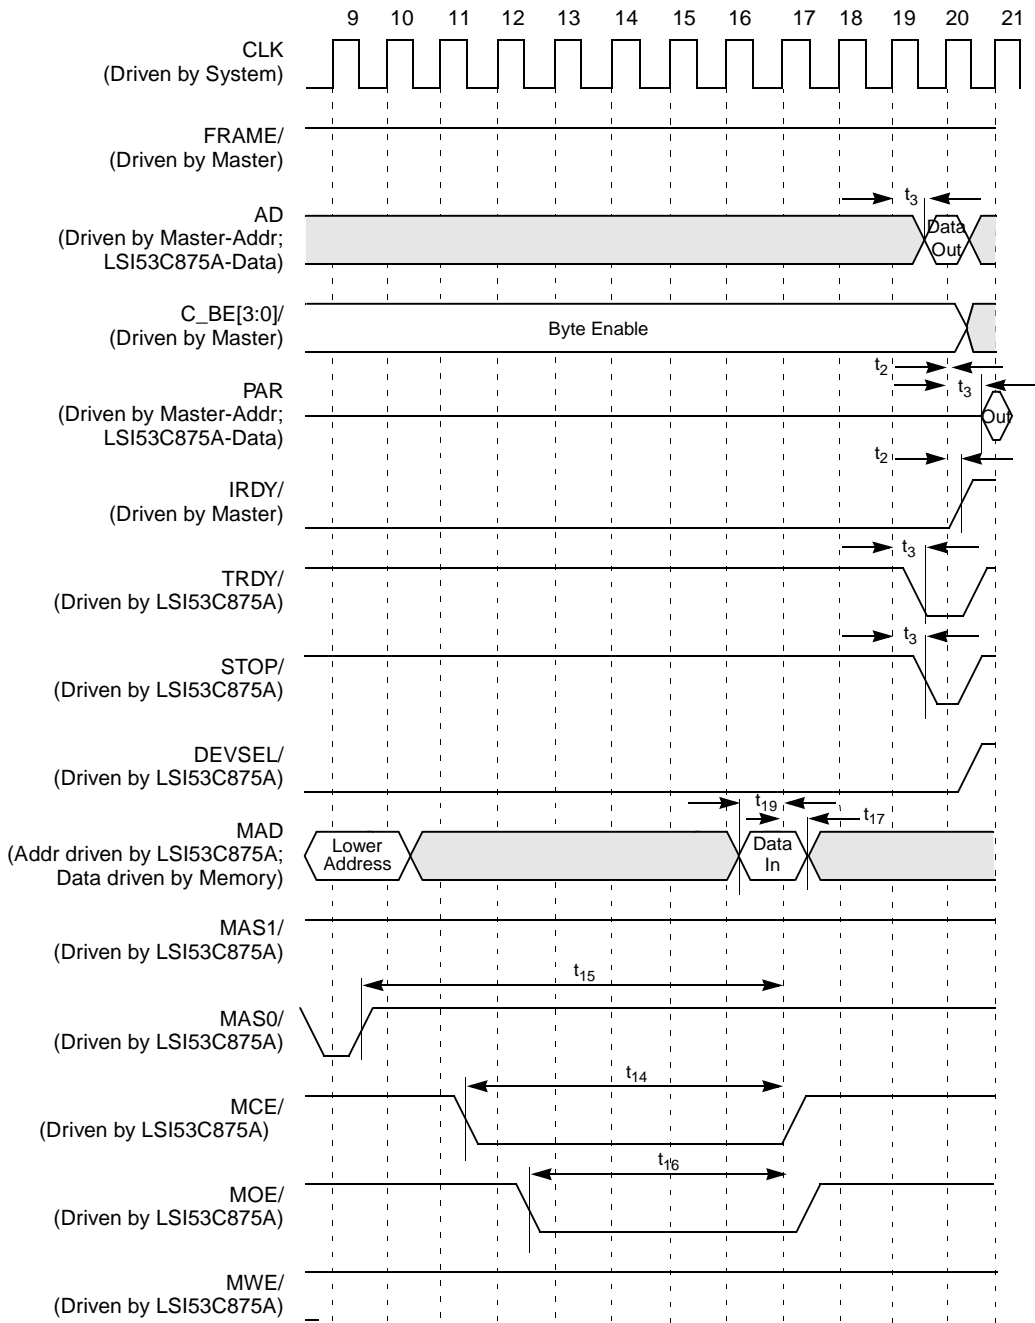 9 10 11 12 13 14 15 16 17 18 19 20 21
CLK
(Driven by System)
FRAME/
(Driven by Master)
t3
AD
(Driven by Master-Addr;
LSI53C875A-Data)
Data
Out
C_BE[3:0]/
(Driven by Master)
Byte Enable
t2
PAR
(Driven by Master-Addr;
LSI53C875A-Data)
t3
Out
t2
IRDY/
(Driven by Master)
t3
TRDY/
(Driven by LSI53C875A)
t3
STOP/
(Driven by LSI53C875A)
DEVSEL/
(Driven by LSI53C875A)
t19
t17
MAD
(Addr driven by LSI53C875A;
Data driven by Memory)
Lower
Address
Data
In
MAS1/
(Driven by LSI53C875A)
t15
MAS0/
(Driven by LSI53C875A)
t14
MCE/
(Driven by LSI53C875A)
t16
MOE/
(Driven by LSI53C875A)
MWE/
(Driven by LSI53C875A)